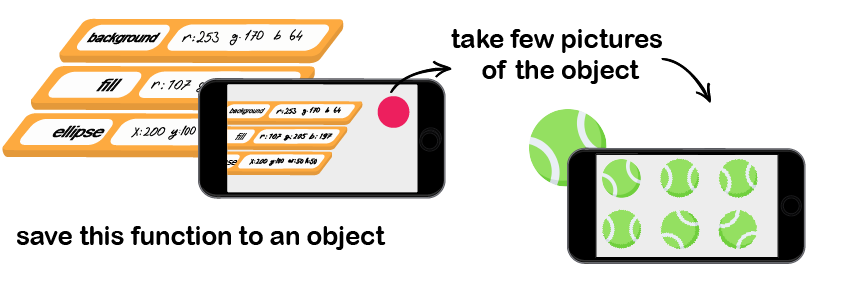 background r:253 g:170 b 64
fill r:107 g
ellipse x:200 y:100
background r:253 g:170 b 64
fill r:107 g:205 b:197
pse x:200 y:100 w:50 h:50
take few pictures
of the object
save this function to an object